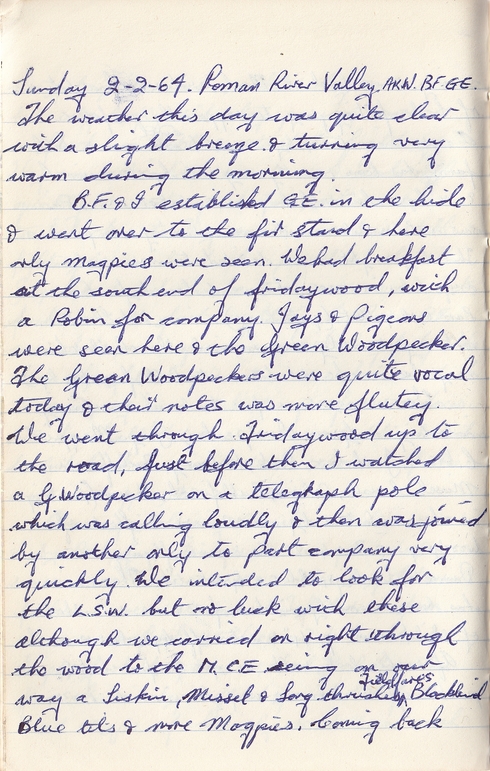 Sunday 2-2-64. Roman River Valley. AKW. BF GE.
The weather this day was quite clear
with a slight breeze & turning very
warm during the morning.
B.F. & I established G.E. in the hide
& went over to the fir stand & here
only magpies were seen. We had breakfast
at the south end of fridaywood, with
a Robin for company. Jays & Pigeons
were seen here & the Green Woodpecker.
The Green Woodpeckers were quite vocal
today & their notes was more flutey.
We went through Fridaywood up to
the road, just before then I watched
a G. Woodpecker on a telegraph pole
which was calling loudly & then was joined
by another only to part company very
quickly. We intended to look for
the L.S.W. but no luck with these
although we carried on right through
the wood to the M.C.E seeing on our
Fieldfares
way a Siskin, Missel & Song thrushes, Blackbird
Blue tits & more Magpies. Coming back